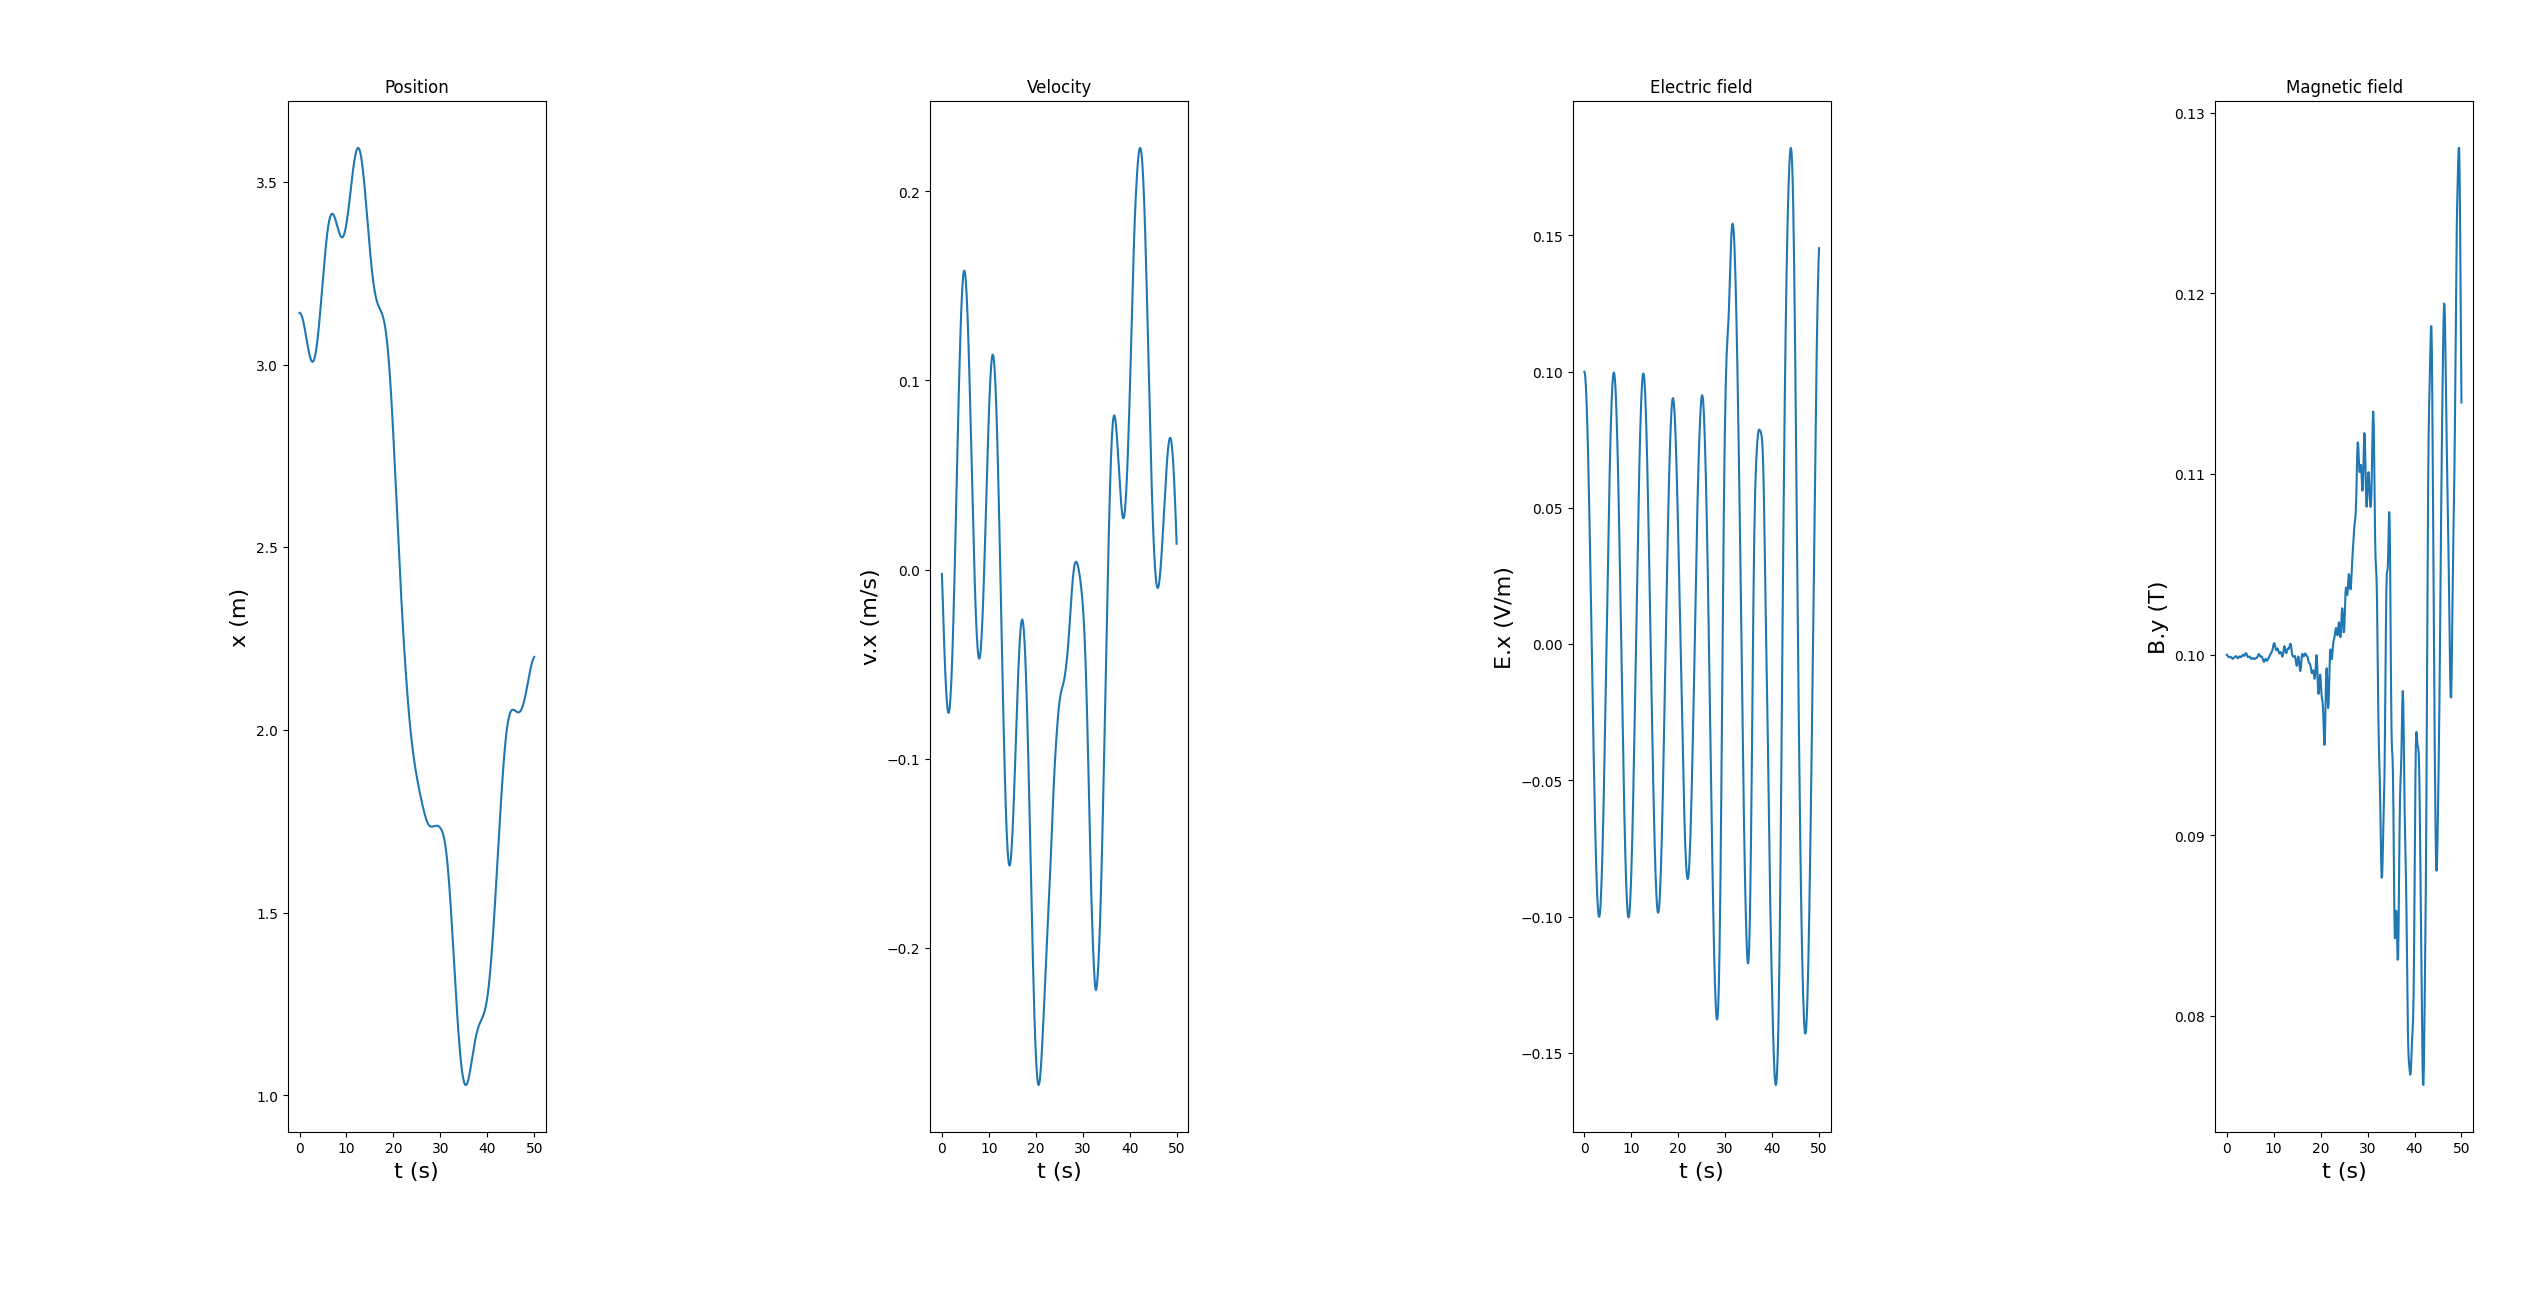 Position
x (m)
3.5
3.0
2.5
2.0
1.5
1.0
0 10 20 30 40 50
t (s)
Velocity
v.x (m/s)
0.2
0.1
0.0
−0.1
−0.2
0 10 20 30 40 50
t (s)
Electric field
E.x (V/m)
0.15
0.10
0.05
0.00
−0.05
−0.10
−0.15
0 10 20 30 40 50
t (s)
Magnetic field
B.y (T)
0.13
0.12
0.11
0.10
0.09
0.08
0 10 20 30 40 50
t (s)